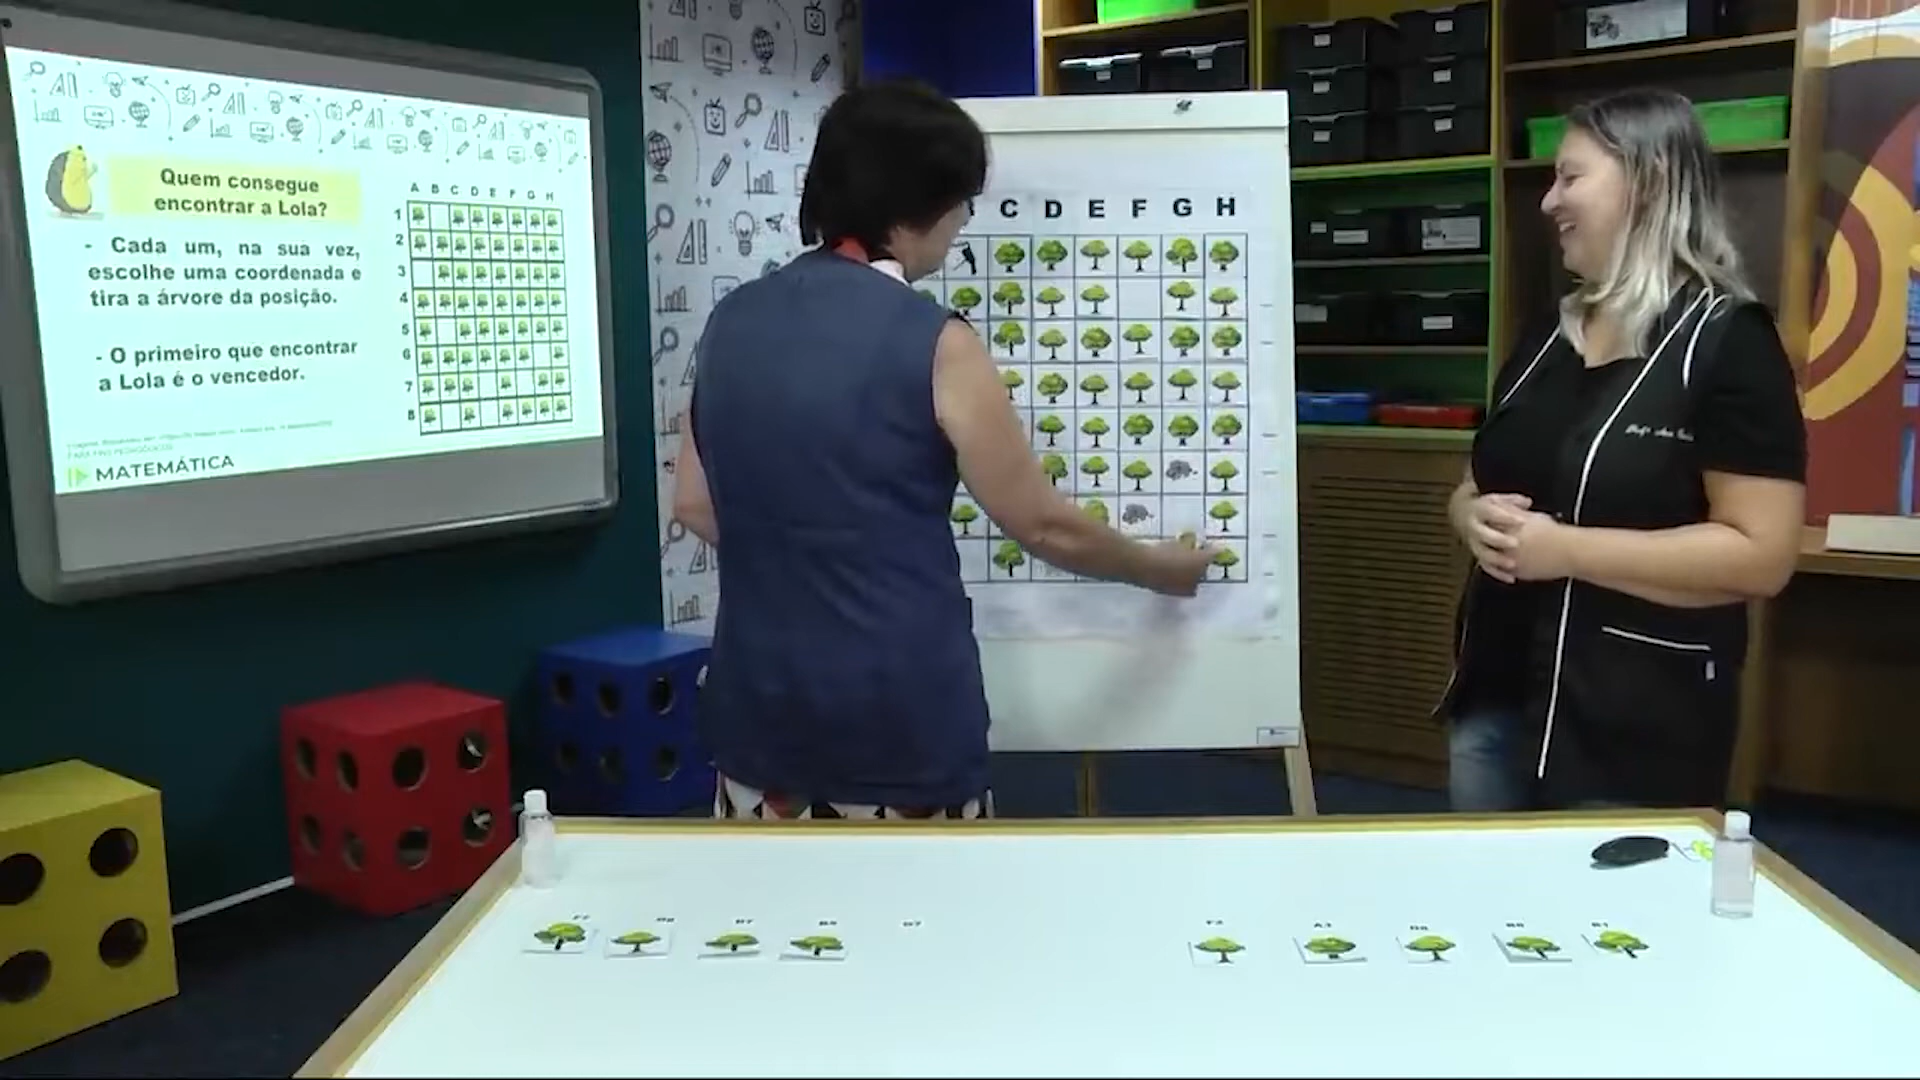 Quem consegue
encontrar a Lola?
- Cada um, na sua vez,
escolhe uma coordenada e
tira a árvore da posição.
- O primeiro que encontrar
a Lola é o vencedor.
MATEMÁTICA
A B C D E F G H
1
2
3
4
5
6
7
8
C D E F G H